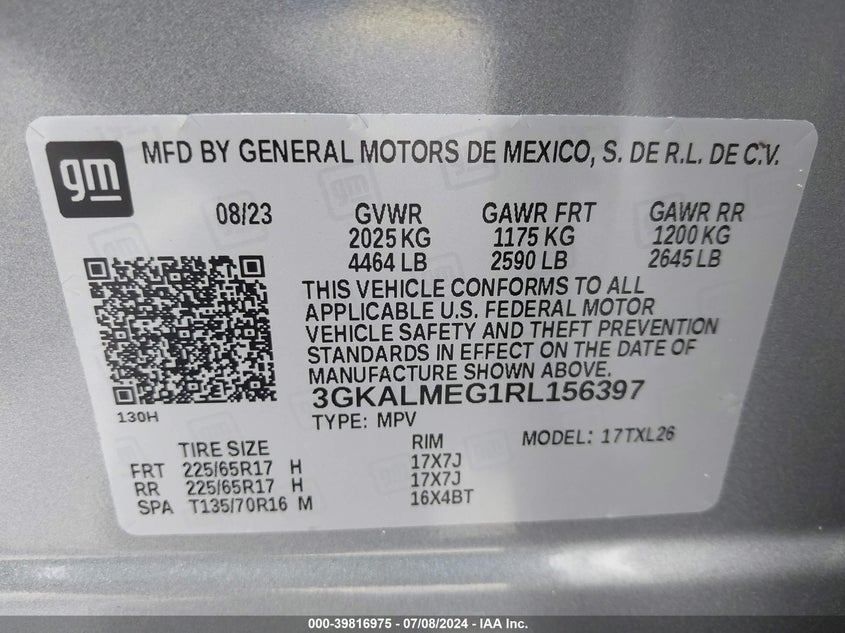 gm
MFD BY GENERAL MOTORS DE MEXICO, S. DE R.L. DE C.V.
08/23 GVWR GAWR FRT GAWR RR
2025 KG 1175 KG 1200 KG
4464 LB 2590 LB 2645 LB
THIS VEHICLE CONFORMS TO ALL
APPLICABLE U.S. FEDERAL MOTOR
VEHICLE SAFETY AND THEFT PREVENTION
STANDARDS IN EFFECT ON THE DATE OF
MANUFACTURE SHOWN ABOVE.
3GKALMEG1RL156397
130H
TYPE: MPV
MODEL: 17TXL26
TIRE SIZE RIM
FRT 225/65R17 H 17X7J
RR 225/65R17 H 17X7J
SPA T135/70R16 M 16X4BT
000-39816975 - 07/08/2024 - IAA Inc.